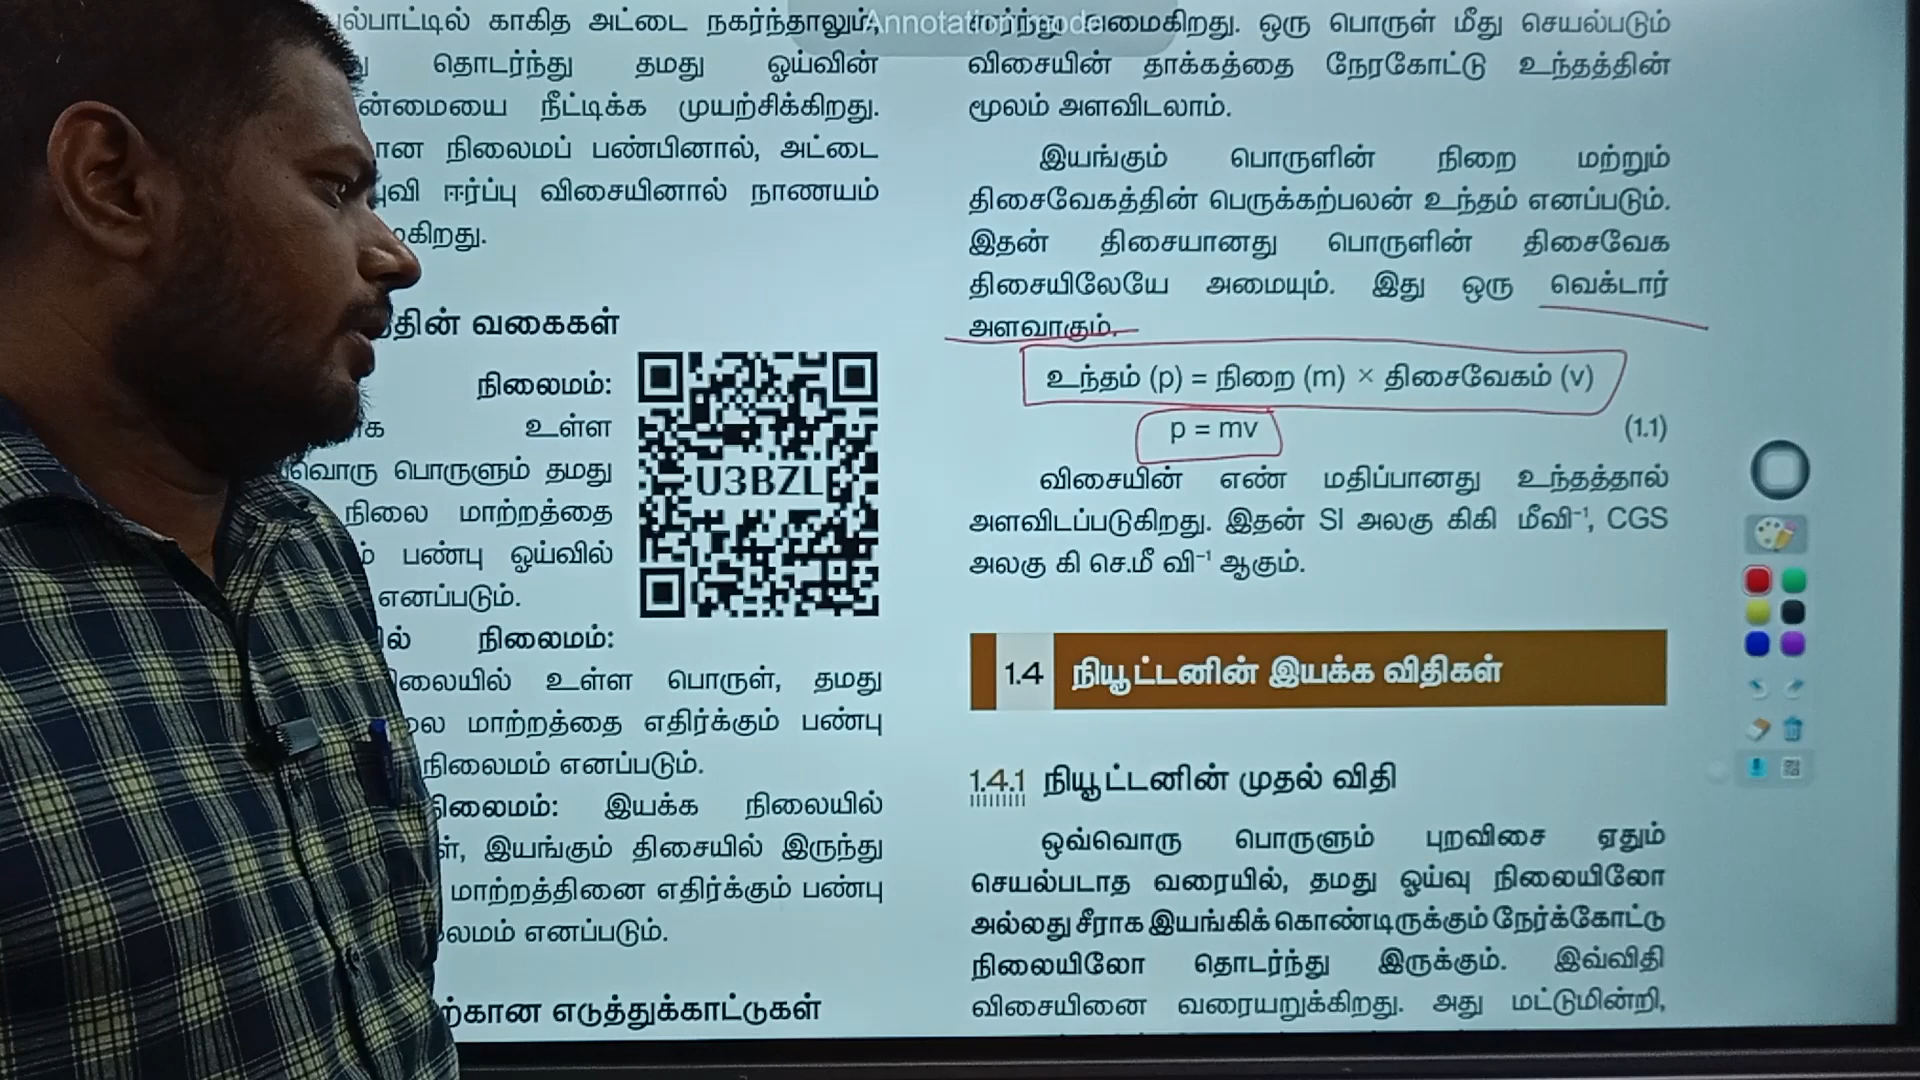 Annotation mode
காகித அட்டை நகர்ந்தாலும்,
தொடர்ந்து தமது ஓய்வின்
நீட்டிக்க முயற்சிக்கிறது.
நிலைமப் பண்பினால், அட்டை
ஈர்ப்பு விசையினால் நாணயம்
வகைகள்
நிலைமம்:
உள்ள
பொருளும் தமது
நிலை மாற்றத்தை
பண்பு ஓய்வில்
எனப்படும்.
நிலைமம்:
உள்ள பொருள், தமது
மாற்றத்தை எதிர்க்கும் பண்பு
நிலைமம் எனப்படும்.
இயக்க நிலையில்
இயங்கும் திசையில் இருந்து
மாற்றத்தினை எதிர்க்கும் பண்பு
எனப்படும்.
எடுத்துக்காட்டுகள்
U3BZLE
ஒரு பொருள் மீது செயல்படும்
விசையின் தாக்கத்தை நேர்கோட்டு உந்தத்தின்
மூலம் அளவிடலாம்.
இயங்கும் பொருளின் நிறை மற்றும்
திசைவேகத்தின் பெருக்கற்பலன் உந்தம் எனப்படும்.
இதன் திசையானது பொருளின் திசைவேக
திசையிலேயே அமையும். இது ஒரு வெக்டார்
அளவாகும்.
உந்தம் (p) = நிறை (m) × திசைவேகம் (v)
p = mv (1.1)
விசையின் எண் மதிப்பானது உந்தத்தால்
அளவிடப்படுகிறது. இதன் SI அலகு கிகி மீவி⁻¹, CGS
அலகு கி செ.மீ வி⁻¹ ஆகும்.
1.4 நியூட்டனின் இயக்க விதிகள்
1.4.1 நியூட்டனின் முதல் விதி
ஒவ்வொரு பொருளும் புறவிசை ஏதும்
செயல்படாத வரையில், தமது ஓய்வு நிலையிலோ
அல்லது சீராக இயங்கிக் கொண்டிருக்கும் நேர்க்கோட்டு
நிலையிலோ தொடர்ந்து இருக்கும். இவ்விதி
விசையினை வரையறுக்கிறது. அது மட்டுமின்றி,